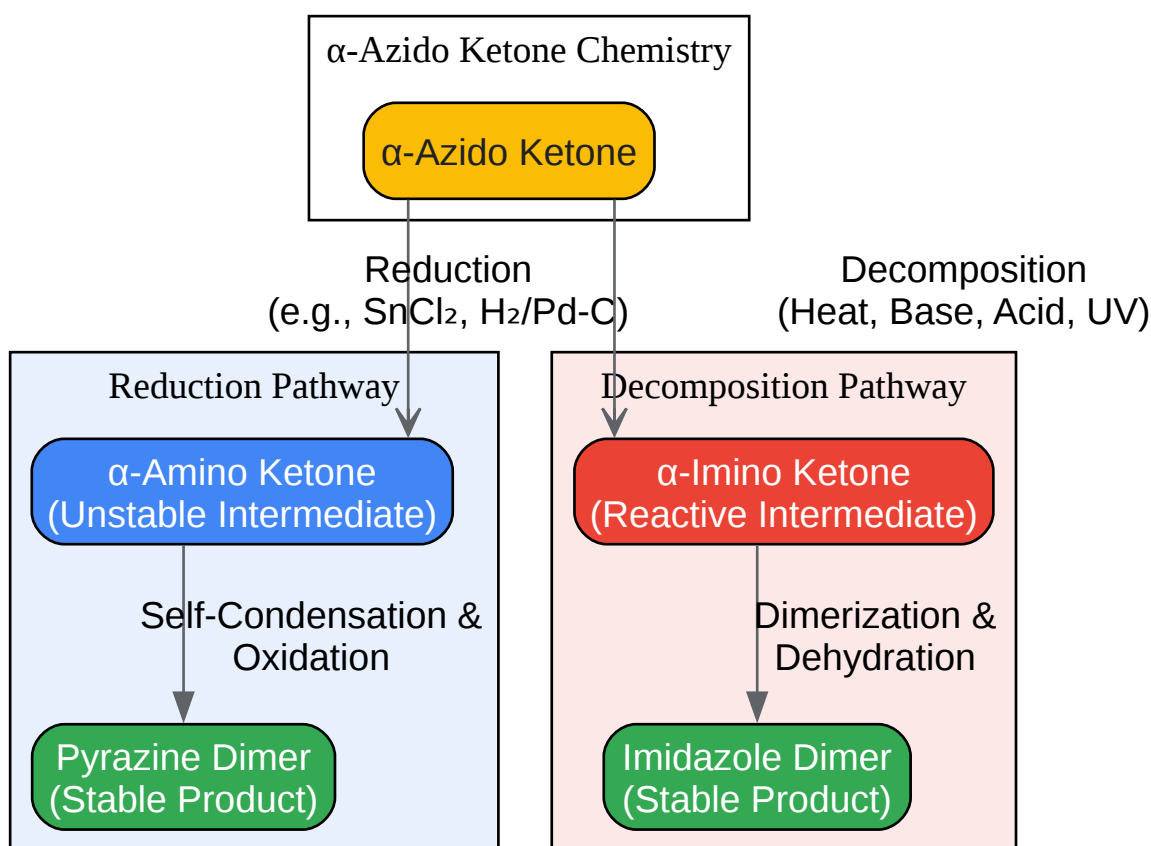 α-Azido Ketone Chemistry
α-Azido Ketone
Reduction
(e.g., SnCl₂, H₂/Pd-C)
Decomposition
(Heat, Base, Acid, UV)
Reduction Pathway
α-Amino Ketone
(Unstable Intermediate)
Self-Condensation &
Oxidation
Pyrazine Dimer
(Stable Product)
Decomposition Pathway
α-Imino Ketone
(Reactive Intermediate)
Dimerization &
Dehydration
Imidazole Dimer
(Stable Product)